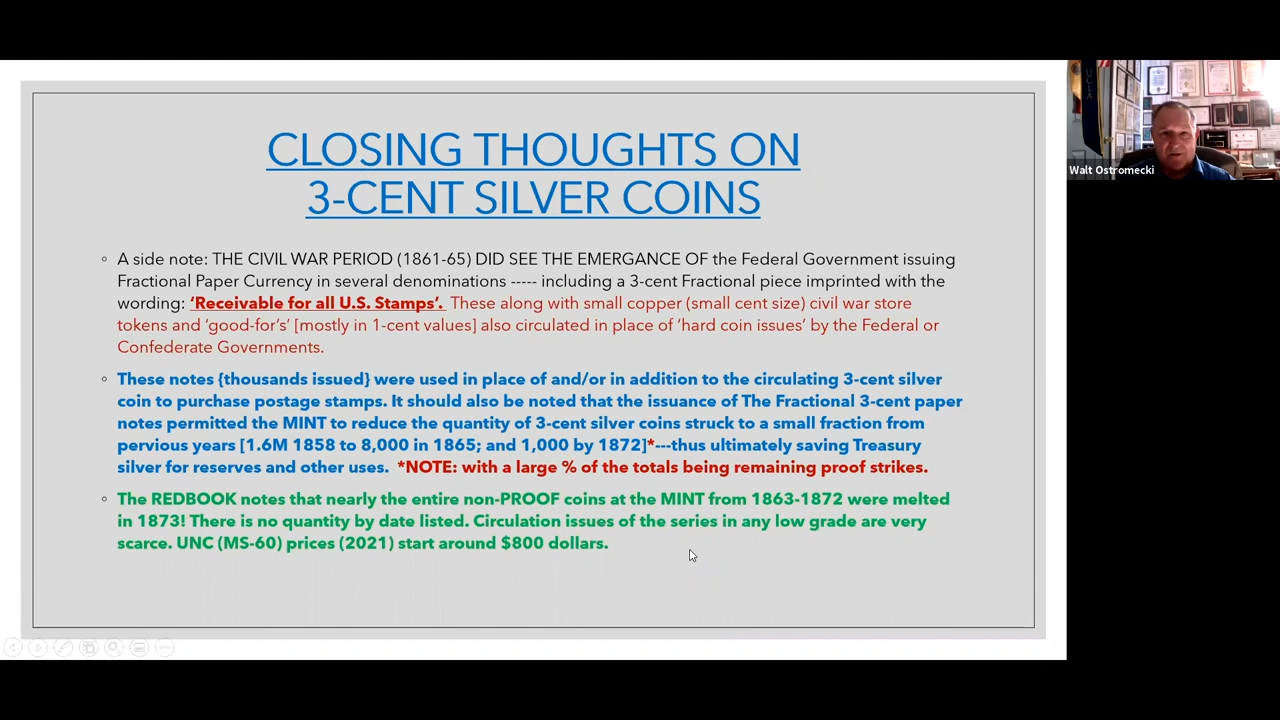 CLOSING THOUGHTS ON
3-CENT SILVER COINS
A side note: THE CIVIL WAR PERIOD (1861-65) DID SEE THE EMERGANCE OF the Federal Government issuing
Fractional Paper Currency in several denominations ----- including a 3-cent Fractional piece imprinted with the
wording: ‘Receivable for all U.S. Stamps’. These along with small copper (small cent size) civil war store
tokens and ‘good-for’s‘ [mostly in 1-cent values] also circulated in place of ‘hard coin issues’ by the Federal or
Confederate Governments.
These notes {thousands issued} were used in place of and/or in addition to the circulating 3-cent silver
coin to purchase postage stamps. It should also be noted that the issuance of The Fractional 3-cent paper
notes permitted the MINT to reduce the quantity of 3-cent silver coins struck to a small fraction from
pervious years [1.6M 1858 to 8,000 in 1865; and 1,000 by 1872]*---thus ultimately saving Treasury
silver for reserves and other uses. *NOTE: with a large % of the totals being remaining proof strikes.
The REDBOOK notes that nearly the entire non-PROOF coins at the MINT from 1863-1872 were melted
in 1873! There is no quantity by date listed. Circulation issues of the series in any low grade are very
scarce. UNC (MS-60) prices (2021) start around $800 dollars.
UCLA
Walt Ostromecki